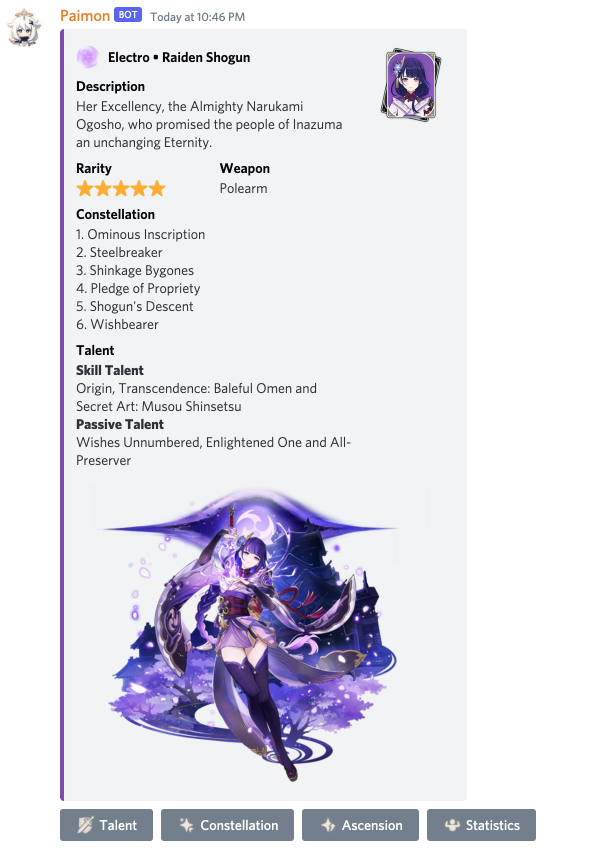 Paimon BOT Today at 10:46 PM
Electro • Raiden Shogun
Description
Her Excellency, the Almighty Narukami
Ogosho, who promised the people of Inazuma
an unchanging Eternity.
Rarity Weapon
Polearm
Constellation
1. Ominous Inscription
2. Steelbreaker
3. Shinkage Bygones
4. Pledge of Propriety
5. Shogun's Descent
6. Wishbearer
Talent
Skill Talent
Origin, Transcendence: Baleful Omen and
Secret Art: Musou Shinsetsu
Passive Talent
Wishes Unnumbered, Enlightened One and All-
Preserver
Talent Constellation Ascension Statistics